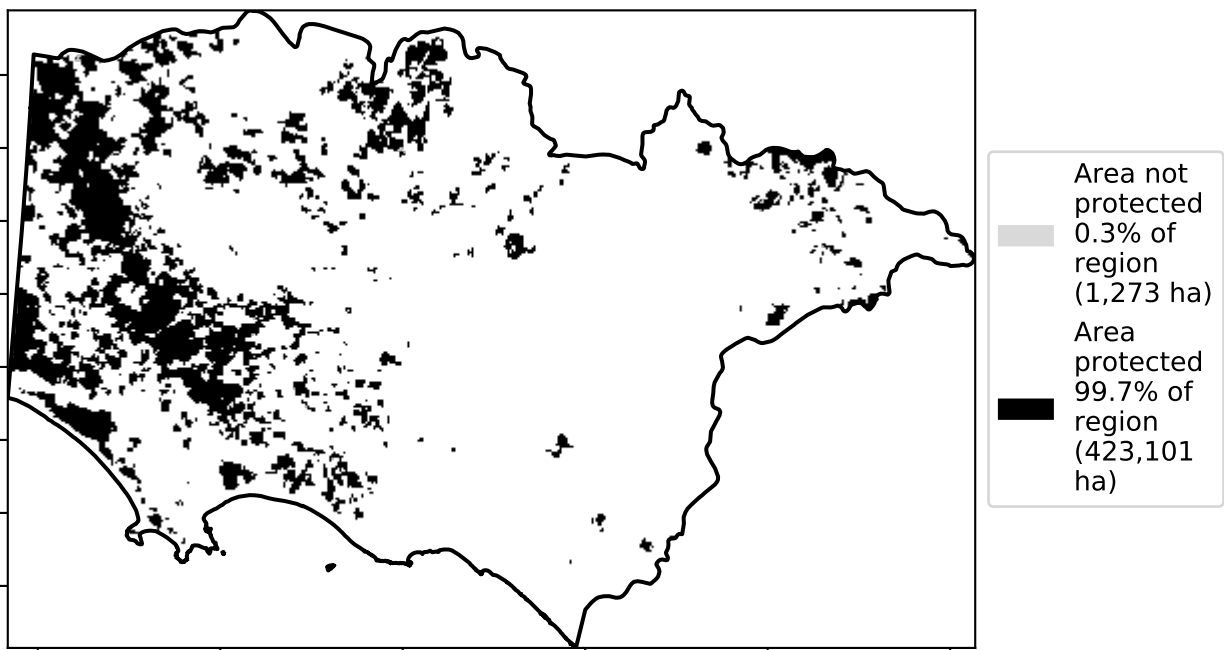 Area not
protected
0.3% of
region
(1,273 ha)
Area
protected
99.7% of
region
(423,101
ha)